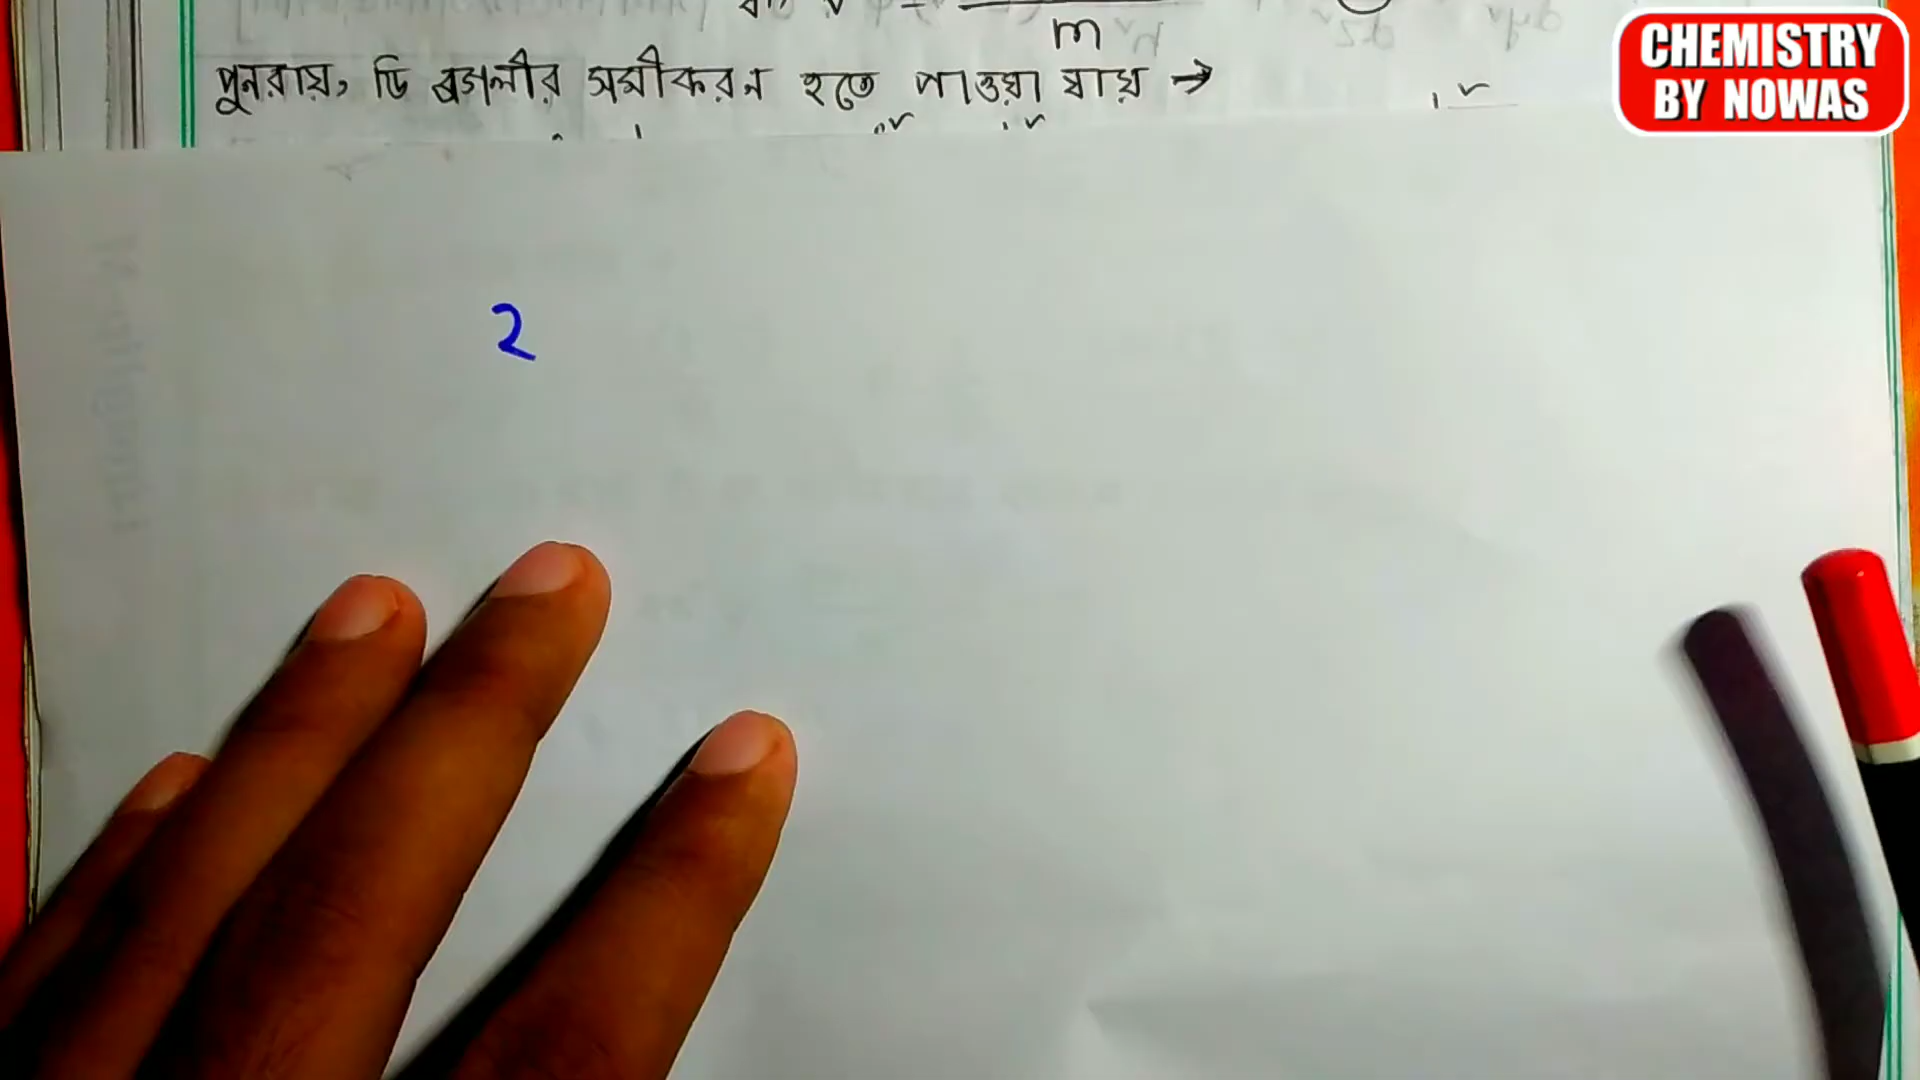 m
পুনরায়, ডি ব্রগলীর সমীকরন হতে পাওয়া যায় →
2
CHEMISTRY
BY NOWAS